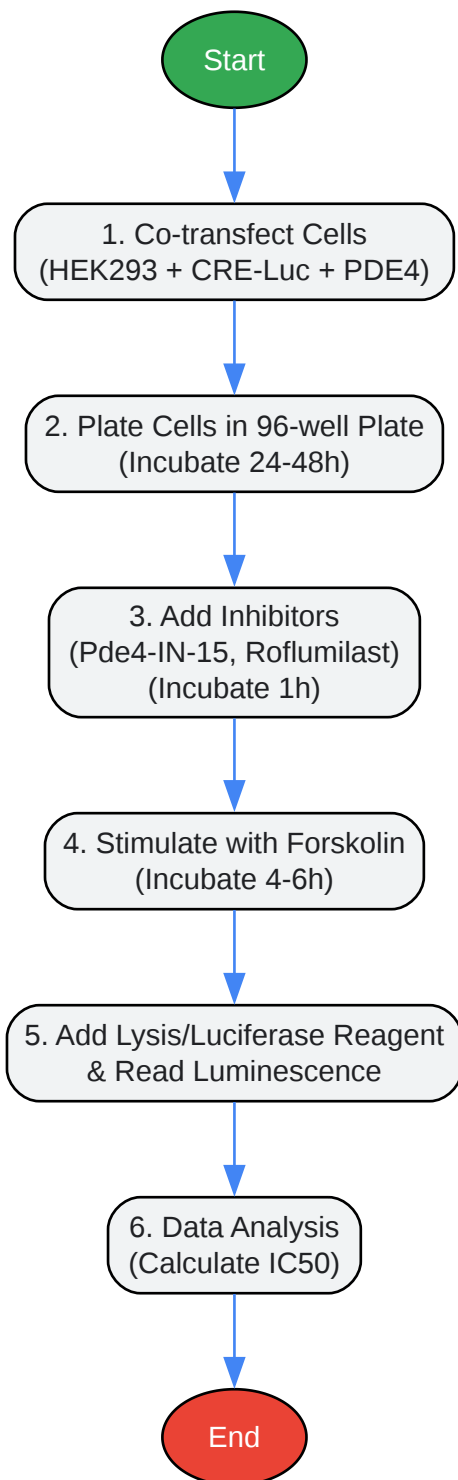 Start
1. Co-transfect Cells
(HEK293 + CRE-Luc + PDE4)
2. Plate Cells in 96-well Plate
(Incubate 24-48h)
3. Add Inhibitors
(Pde4-IN-15, Roflumilast)
(Incubate 1h)
4. Stimulate with Forskolin
(Incubate 4-6h)
5. Add Lysis/Luciferase Reagent
& Read Luminescence
6. Data Analysis
(Calculate IC50)
End